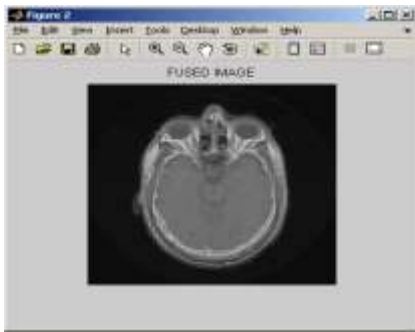 Figure 2
File Edit View Insert Tools Desktop Window Help
FUSED IMAGE